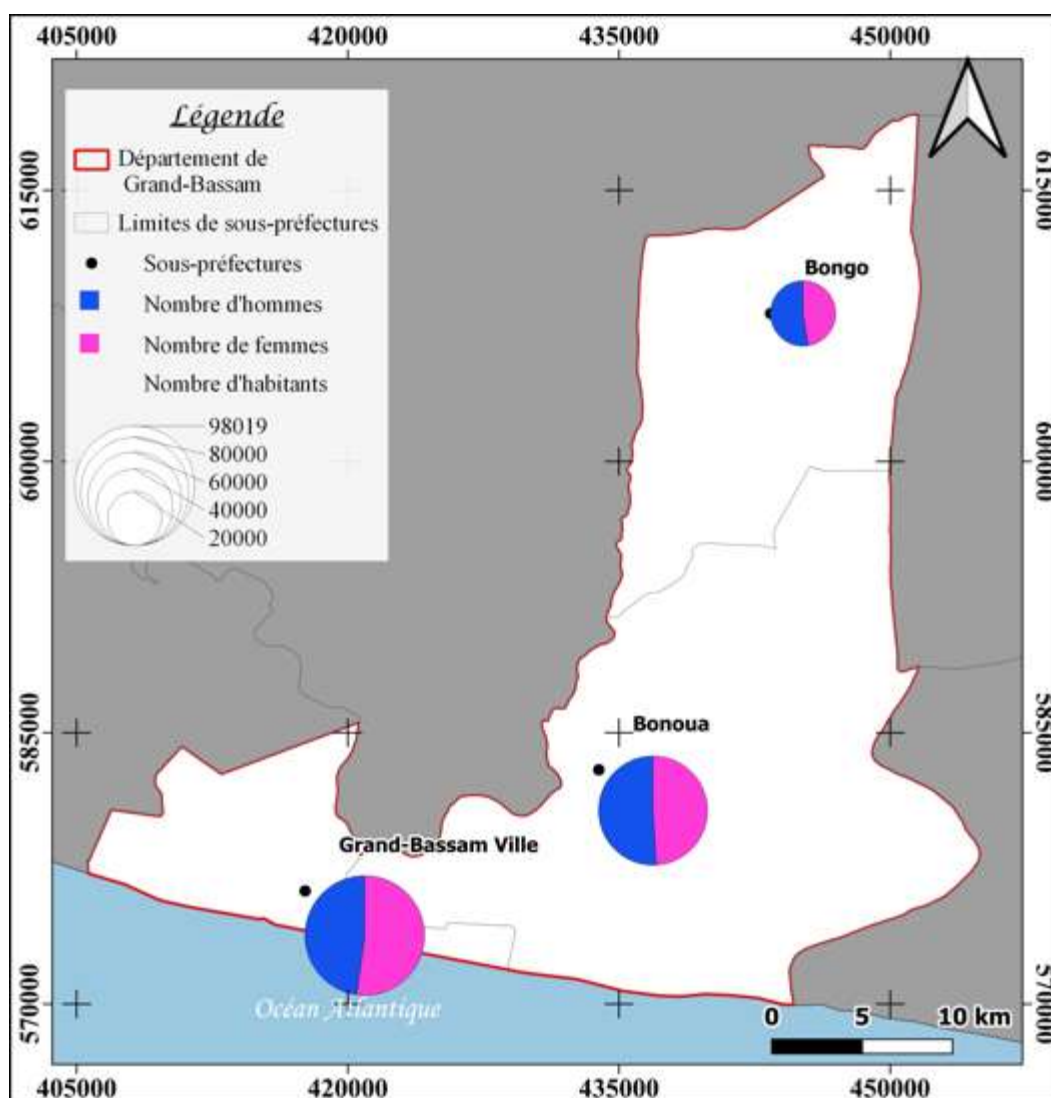 405000 420000 435000 450000
Légende
Département de
Grand-Bassam
Limites de sous-préfectures
Sous-préfectures
Nombre d'hommes
Nombre de femmes
Nombre d'habitants
98019
80000
60000
40000
20000
615000
600000
585000
570000
615000
600000
585000
570000
Bongo
Bonoua
Grand-Bassam Ville
Océan Atlantique
0 5 10 km
405000 420000 435000 450000